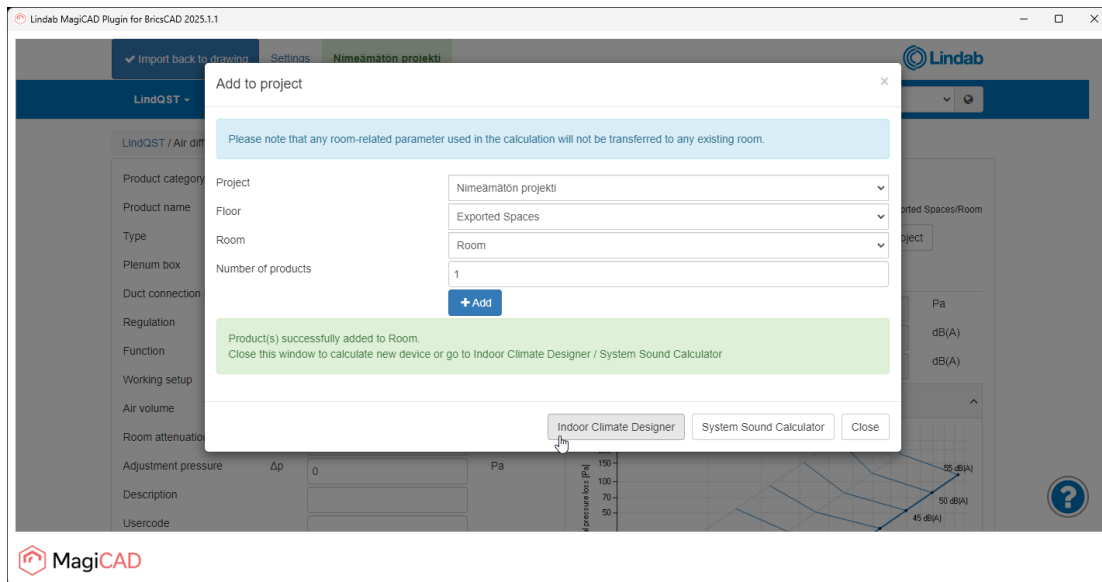 Lindab MagiCAD Plugin for BricsCAD 2025.1.1
Import back to drawing Settings Nimeämätön projekti
Lindab
LindQST
Add to project
Please note that any room-related parameter used in the calculation will not be transferred to any existing room.
Project Nimeämätön projekti
Floor Exported Spaces
Room Room
Number of products 1
+ Add
Product(s) successfully added to Room.
Close this window to calculate new device or go to Indoor Climate Designer / System Sound Calculator
Indoor Climate Designer System Sound Calculator Close
LindQST / Air
Product category
Product name Spaces/Room
Type
Plenum box
Duct connection Pa
Regulation dB(A)
Function dB(A)
Working setup
Air volume
Room
Adjustment pressure Δp 0 Pa
Description
Usercode
pressure loss [Pa]
150
100
70
50
55 dB(A)
50 dB(A)
45 dB(A)
?
MagiCAD